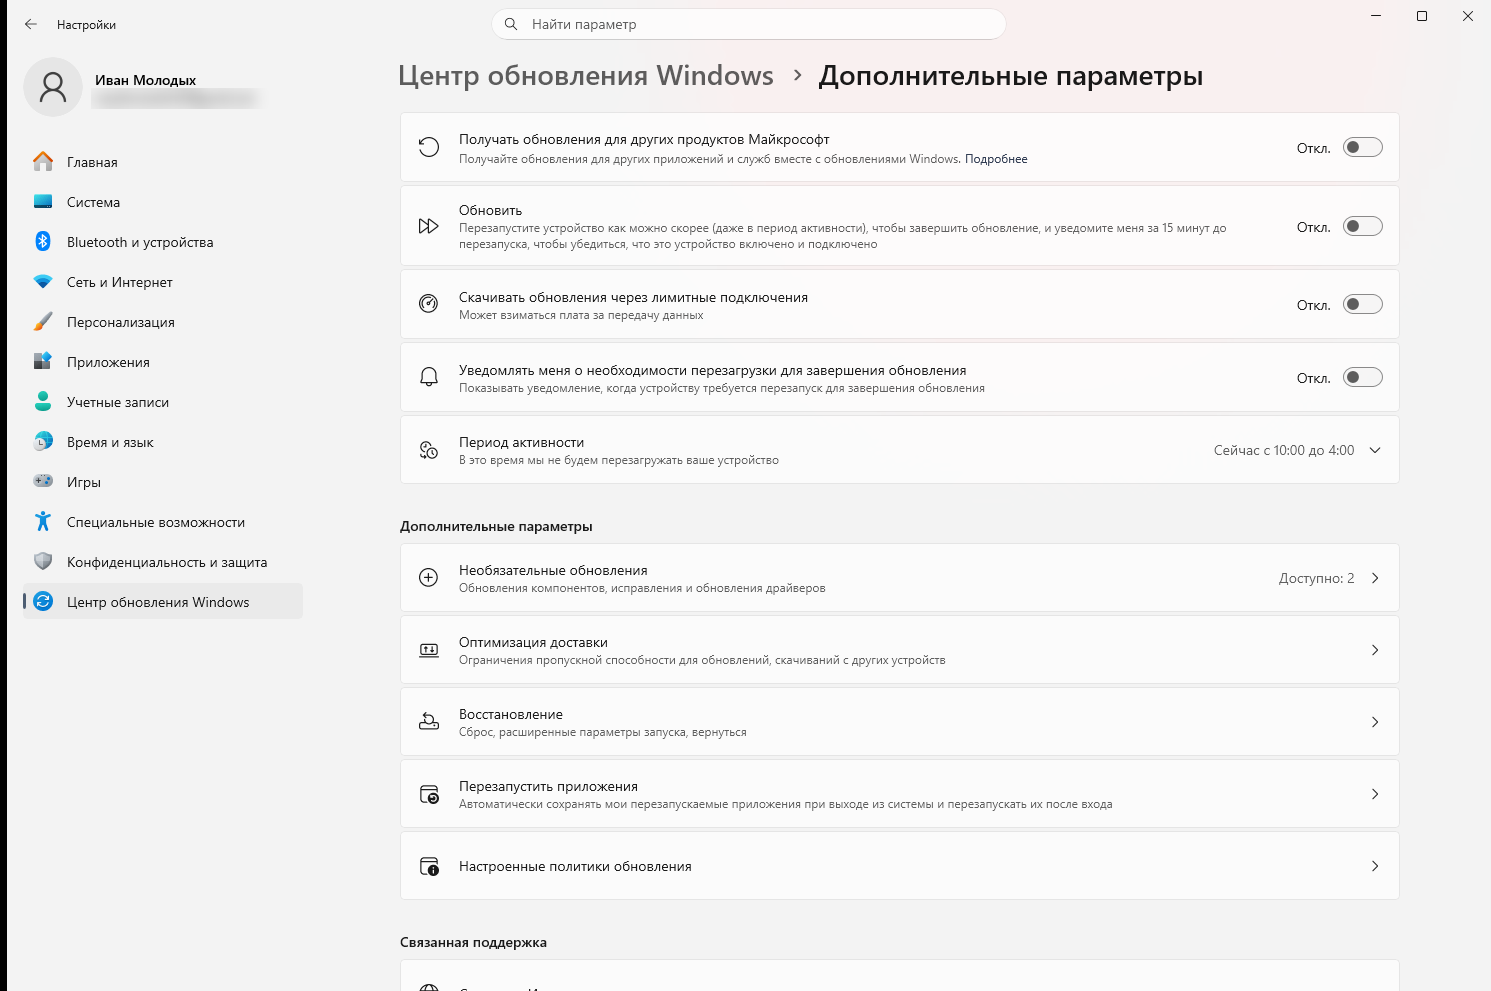 Настройки
Найти параметр
Иван Молодых
Главная
Система
Bluetooth и устройства
Сеть и Интернет
Персонализация
Приложения
Учетные записи
Время и язык
Игры
Специальные возможности
Конфиденциальность и защита
Центр обновления Windows
Центр обновления Windows › Дополнительные параметры
Получать обновления для других продуктов Майкрософт
Получайте обновления для других приложений и служб вместе с обновлениями Windows. Подробнее
Откл.
Обновить
Перезапустите устройство как можно скорее (даже в период активности), чтобы завершить обновление, и уведомите меня за 15 минут до
перезапуска, чтобы убедиться, что это устройство включено и подключено
Откл.
Скачивать обновления через лимитные подключения
Может взиматься плата за передачу данных
Откл.
Уведомлять меня о необходимости перезагрузки для завершения обновления
Показывать уведомление, когда устройству требуется перезапуск для завершения обновления
Откл.
Период активности
В это время мы не будем перезагружать ваше устройство
Сейчас с 10:00 до 4:00
Дополнительные параметры
Необязательные обновления
Обновления компонентов, исправления и обновления драйверов
Доступно: 2
Оптимизация доставки
Ограничения пропускной способности для обновлений, скачиваний с других устройств
Восстановление
Сброс, расширенные параметры запуска, вернуться
Перезапустить приложения
Автоматически сохранять мои перезапускаемые приложения при выходе из системы и перезапускать их после входа
Настроенные политики обновления
Связанная поддержка